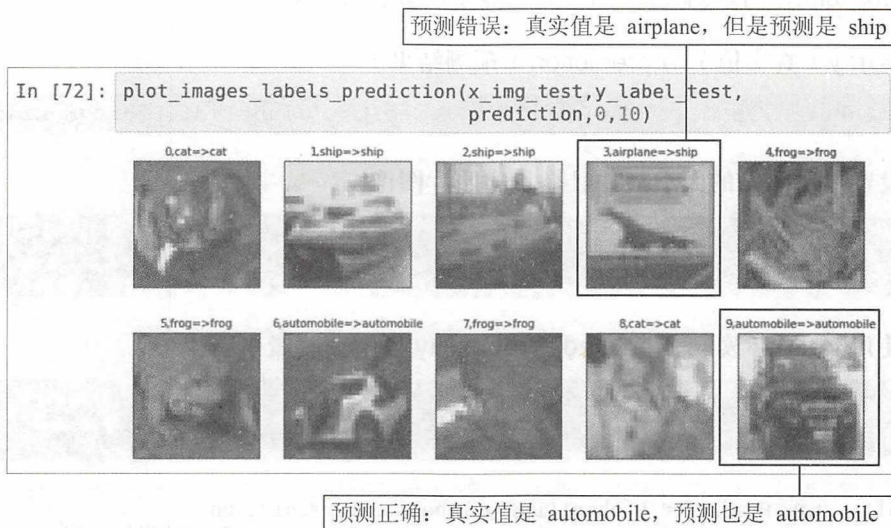 预测错误：真实值是 airplane，但是预测是 ship
In [72]: plot_images_labels_prediction(x_img_test,y_label_test,
prediction,0,10)
0,cat=>cat
1,ship=>ship
2,ship=>ship
3,airplane=>ship
4,frog=>frog
5,frog=>frog
6,automobile=>automobile
7,frog=>frog
8,cat=>cat
9,automobile=>automobile
预测正确：真实值是 automobile，预测也是 automobile